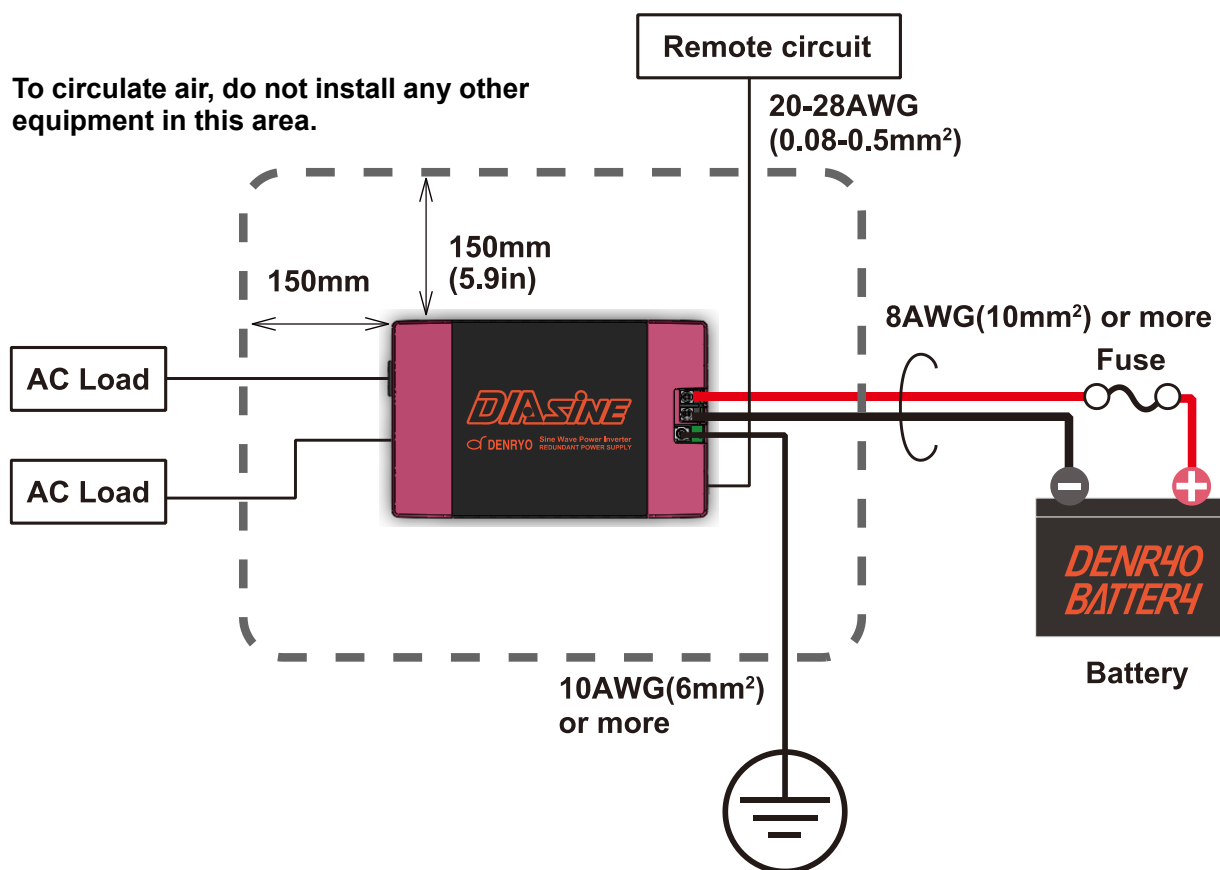 Remote circuit
To circulate air, do not install any other
equipment in this area.
20-28AWG
(0.08-0.5mm²)
150mm
(5.9in)
150mm
8AWG(10mm²) or more
Fuse
AC Load
AC Load
DIASINE
DENRYO Sine Wave Power Inverter
REDUNDANT POWER SUPPLY
DENRYO
BATTERY
Battery
10AWG(6mm²)
or more